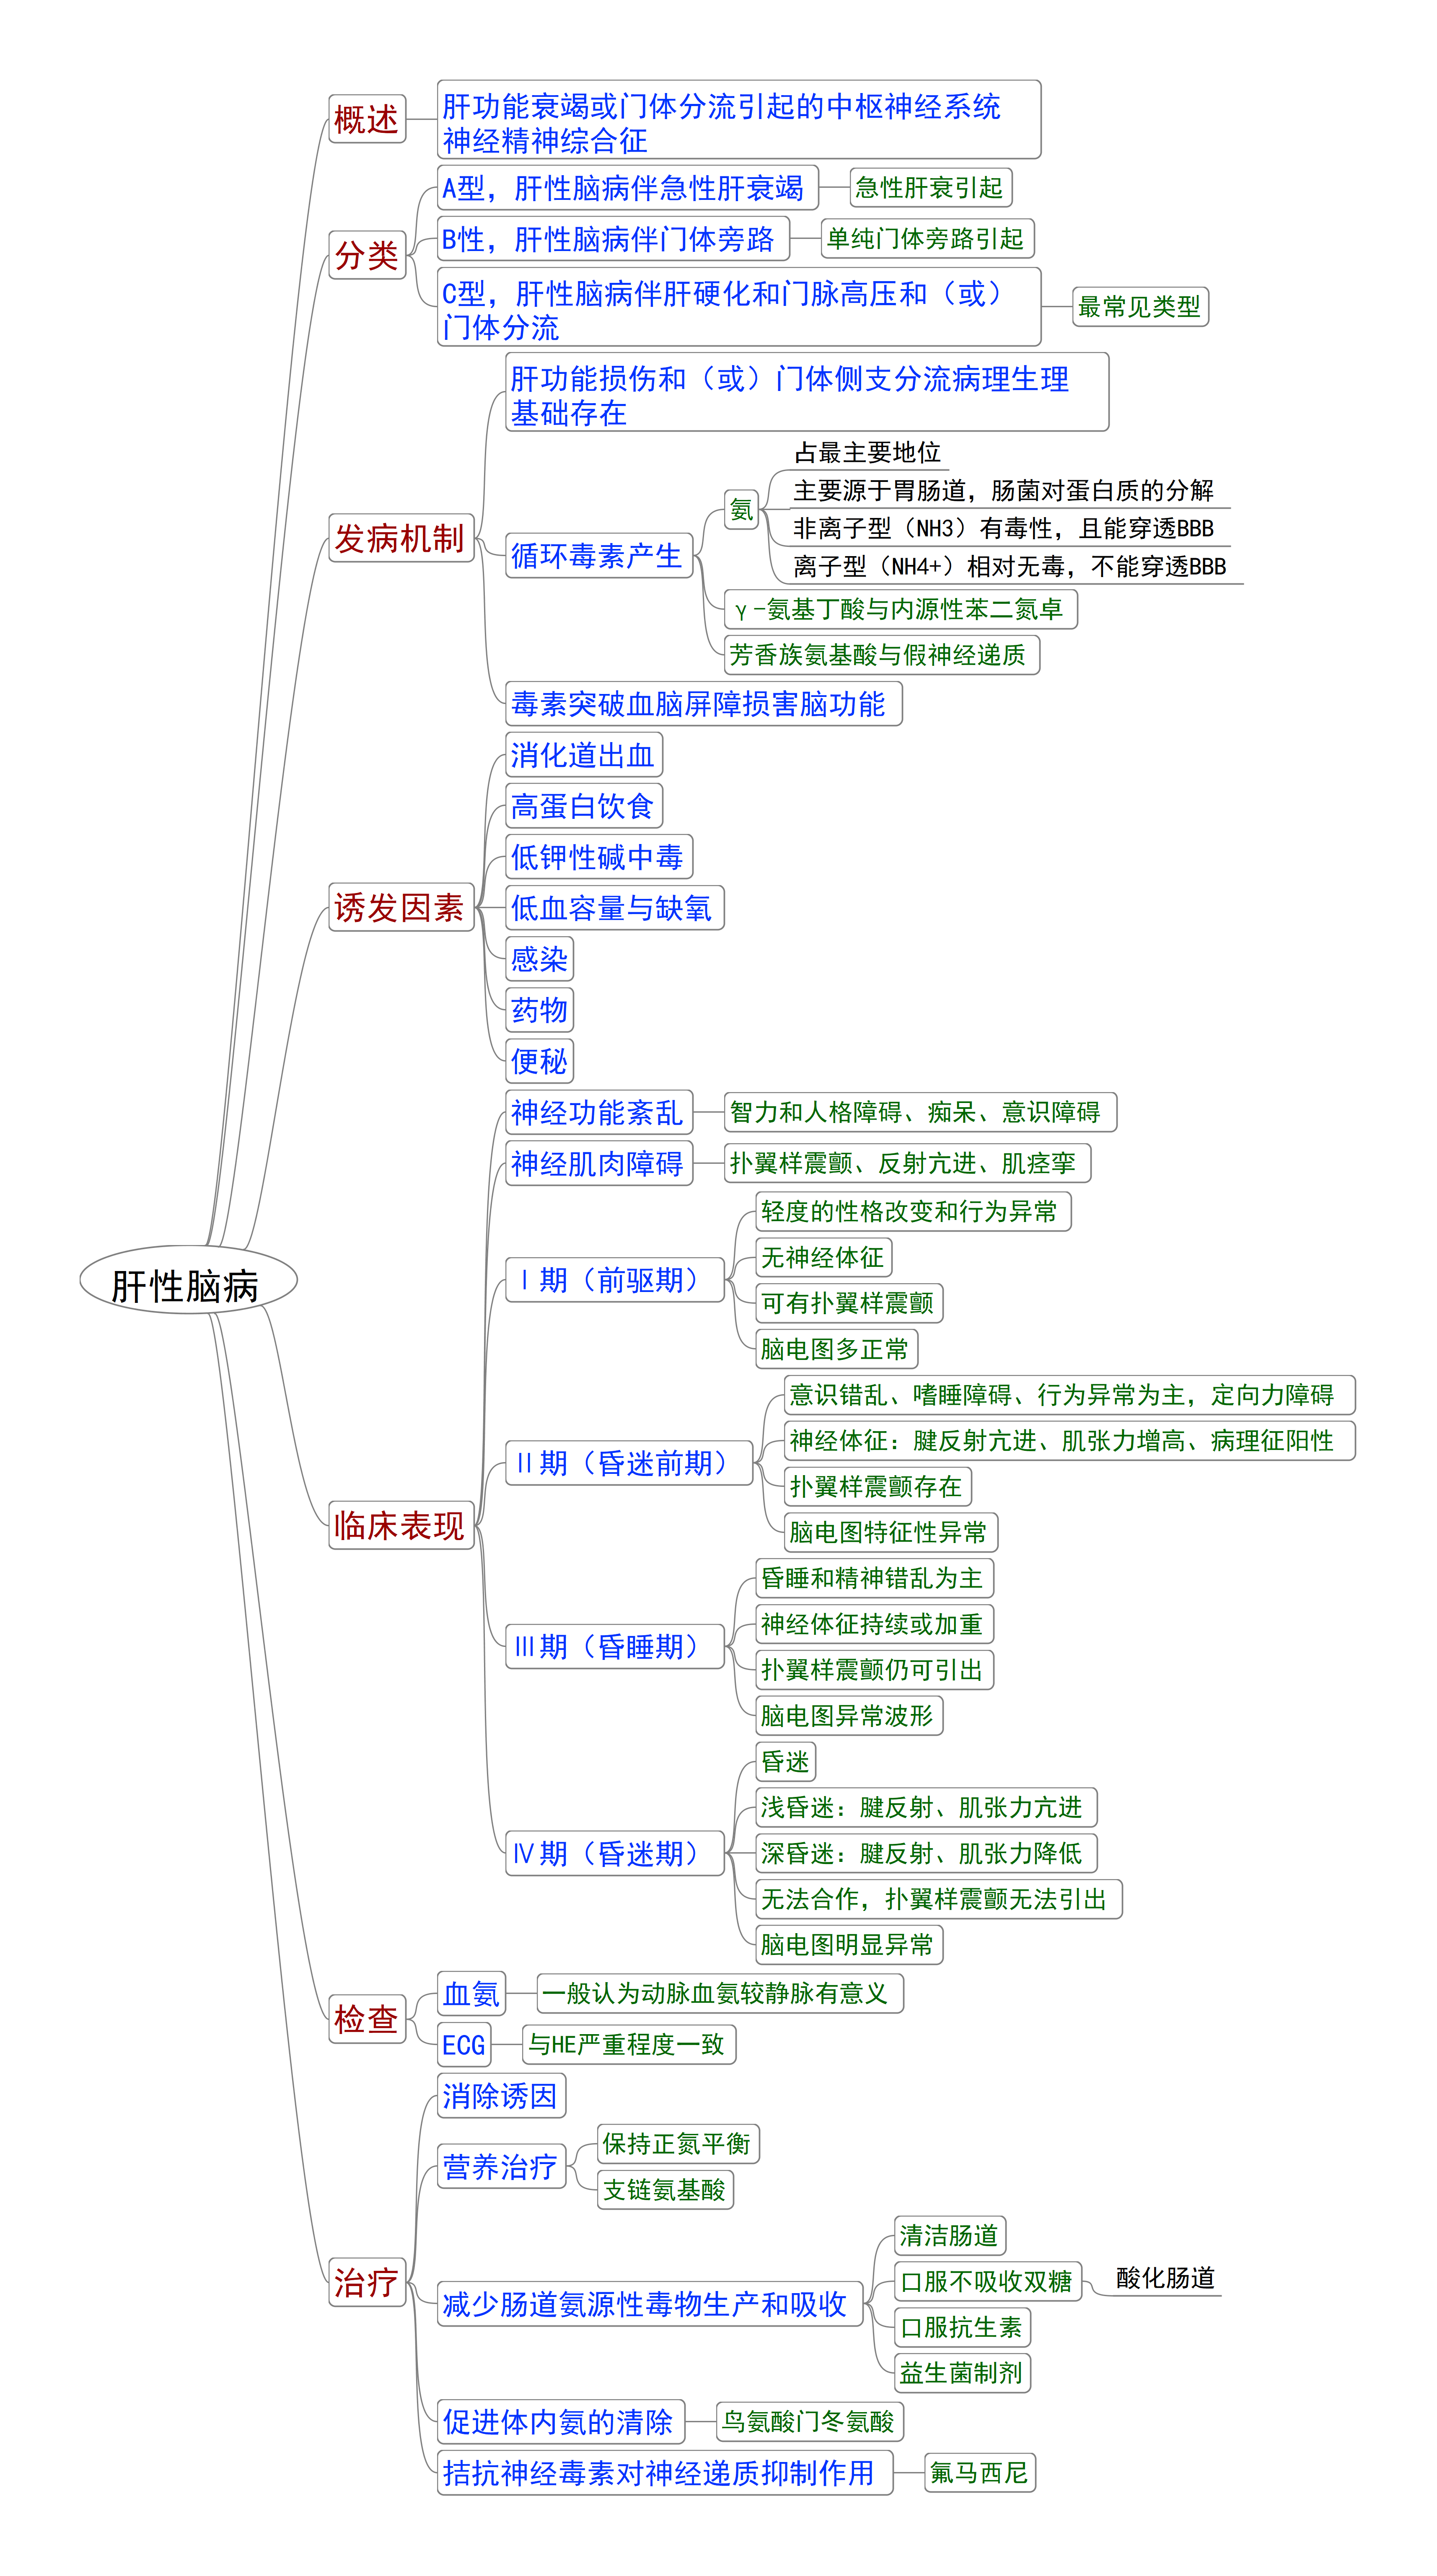 概述
肝功能衰竭或门体分流引起的中枢神经系统
神经精神综合征
分类
A型，肝性脑病伴急性肝衰竭
急性肝衰引起
B性，肝性脑病伴门体旁路
单纯门体旁路引起
C型，肝性脑病伴肝硬化和门脉高压和（或）
门体分流
最常见类型
发病机制
肝功能损伤和（或）门体侧支分流病理生理
基础存在
循环毒素产生
氨
占最主要地位
主要源于胃肠道，肠菌对蛋白质的分解
非离子型（NH3）有毒性，且能穿透BBB
离子型（NH4+）相对无毒，不能穿透BBB
γ-氨基丁酸与内源性苯二氮卓
芳香族氨基酸与假神经递质
毒素突破血脑屏障损害脑功能
诱发因素
消化道出血
高蛋白饮食
低钾性碱中毒
低血容量与缺氧
感染
药物
便秘
肝性脑病
临床表现
神经功能紊乱
智力和人格障碍、痴呆、意识障碍
神经肌肉障碍
扑翼样震颤、反射亢进、肌痉挛
Ⅰ期（前驱期）
轻度的性格改变和行为异常
无神经体征
可有扑翼样震颤
脑电图多正常
Ⅱ期（昏迷前期）
意识错乱、嗜睡障碍、行为异常为主，定向力障碍
神经体征：腱反射亢进、肌张力增高、病理征阳性
扑翼样震颤存在
脑电图特征性异常
Ⅲ期（昏睡期）
昏睡和精神错乱为主
神经体征持续或加重
扑翼样震颤仍可引出
脑电图异常波形
Ⅳ期（昏迷期）
昏迷
浅昏迷：腱反射、肌张力亢进
深昏迷：腱反射、肌张力降低
无法合作，扑翼样震颤无法引出
脑电图明显异常
检查
血氨
一般认为动脉血氨较静脉有意义
ECG
与HE严重程度一致
治疗
消除诱因
营养治疗
保持正氮平衡
支链氨基酸
减少肠道氨源性毒物生产和吸收
清洁肠道
口服不吸收双糖
酸化肠道
口服抗生素
益生菌制剂
促进体内氨的清除
鸟氨酸门冬氨酸
拮抗神经毒素对神经递质抑制作用
氟马西尼